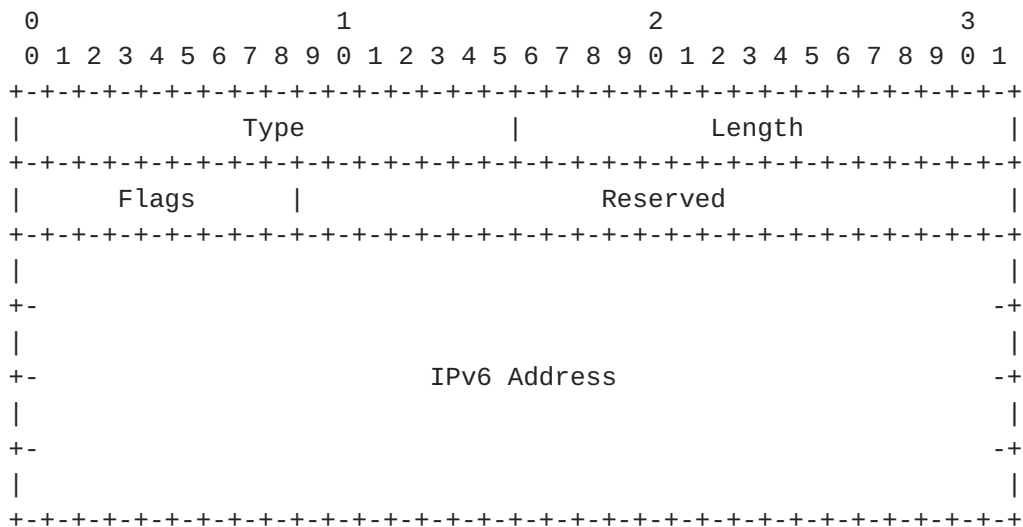 0                   1                   2                   3
 0 1 2 3 4 5 6 7 8 9 0 1 2 3 4 5 6 7 8 9 0 1 2 3 4 5 6 7 8 9 0 1
+-+-+-+-+-+-+-+-+-+-+-+-+-+-+-+-+-+-+-+-+-+-+-+-+-+-+-+-+-+-+-+-+
|              Type             |            Length             |
+-+-+-+-+-+-+-+-+-+-+-+-+-+-+-+-+-+-+-+-+-+-+-+-+-+-+-+-+-+-+-+-+
|      Flags      |                   Reserved                  |
+-+-+-+-+-+-+-+-+-+-+-+-+-+-+-+-+-+-+-+-+-+-+-+-+-+-+-+-+-+-+-+-+
|                                                               |
+-                                                             -+
|                                                               |
+-                         IPv6 Address                        -+
|                                                               |
+-                                                             -+
|                                                               |
+-+-+-+-+-+-+-+-+-+-+-+-+-+-+-+-+-+-+-+-+-+-+-+-+-+-+-+-+-+-+-+-+